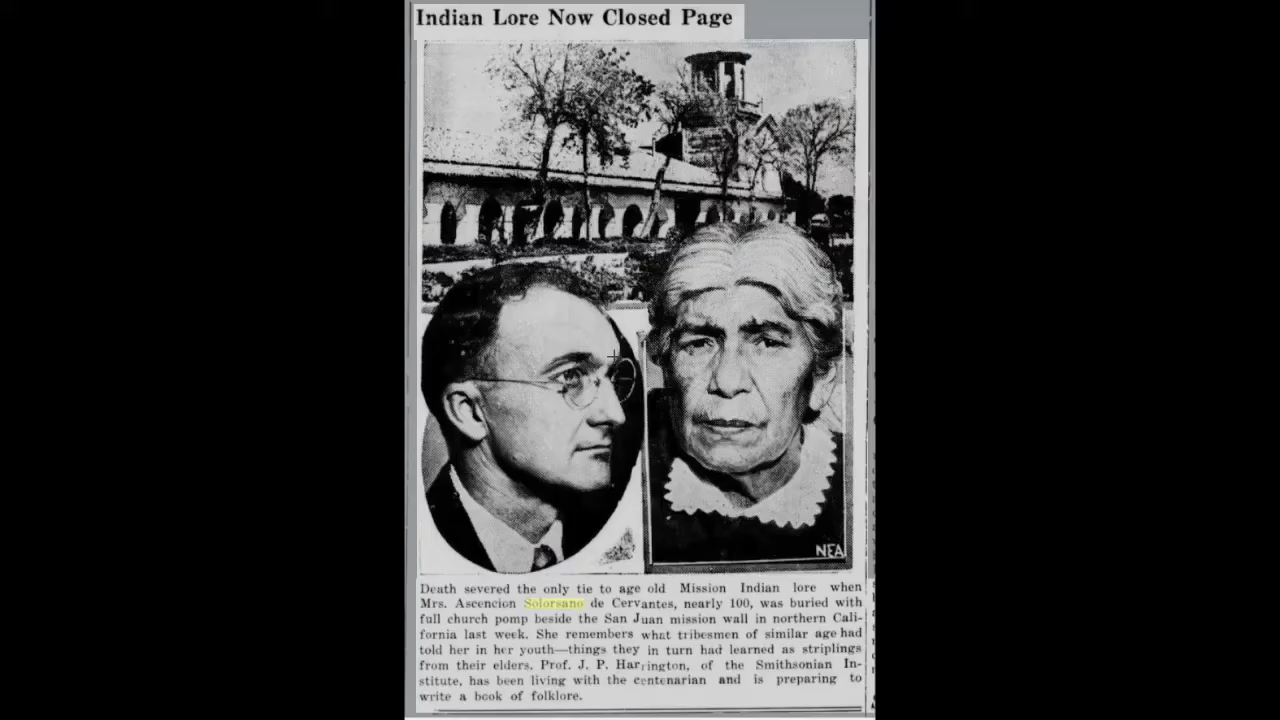 Indian Lore Now Closed Page
NEA
Death severed the only tie to age old Mission Indian lore when
Mrs. Ascencion Solorsano de Cervantes, nearly 100, was buried with
full church pomp beside the San Juan mission wall in northern Cali-
fornia last week. She remembers what tribesmen of similar age had
told her in her youth—things they in turn had learned as striplings
from their elders. Prof. J. P. Harrington, of the Smithsonian In-
stitute, has been living with the centenarian and is preparing to
write a book of folklore.